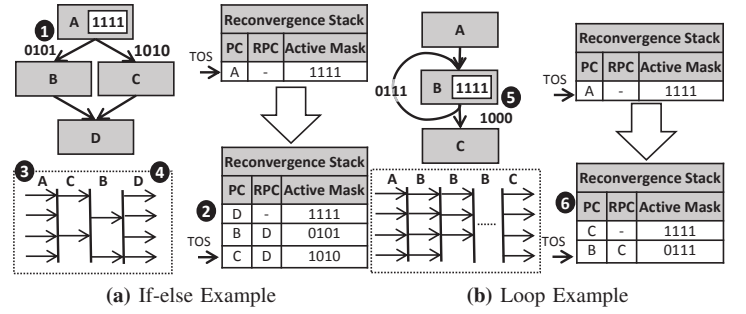 1 A 1111
0101 1010
B C
D
Reconvergence Stack
PC RPC Active Mask
TOS A - 1111
3 A C B D 4
Reconvergence Stack
PC RPC Active Mask
2 D - 1111
B D 0101
TOS C D 1010
(a) If-else Example
A
0111 B 1111 5
1000
C
Reconvergence Stack
PC RPC Active Mask
TOS A - 1111
A B B B C
......
Reconvergence Stack
6 PC RPC Active Mask
C - 1111
TOS B C 0111
(b) Loop Example